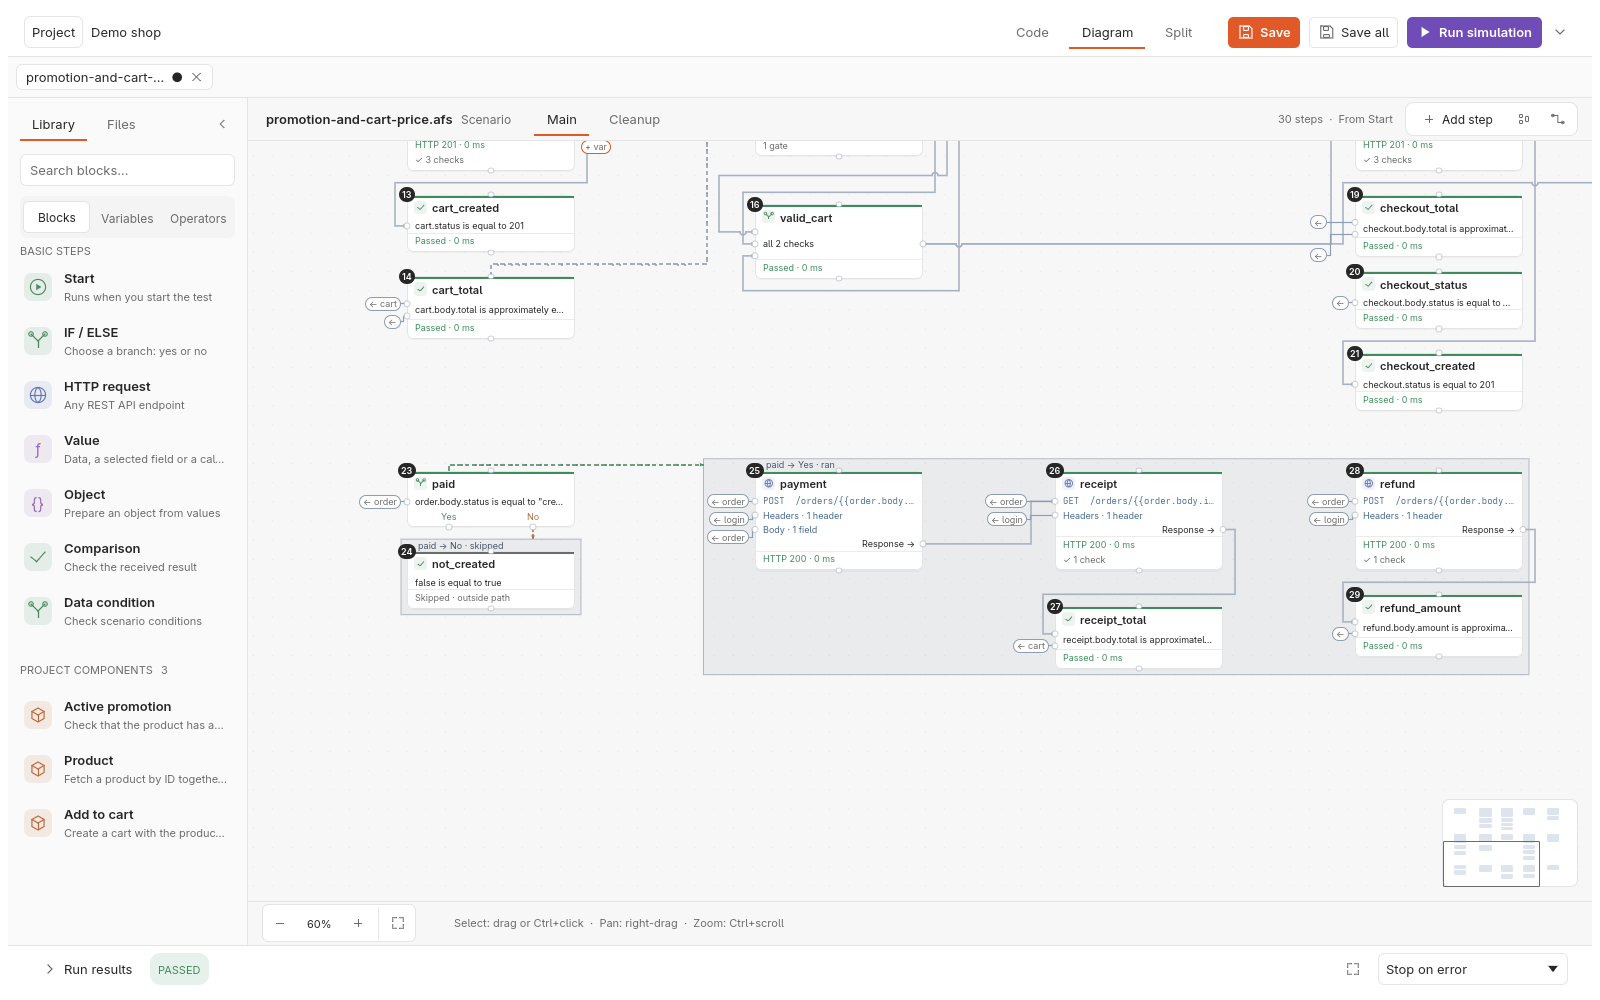 Project
Demo shop
Code
Diagram
Split
Save
Save all
Run simulation
promotion-and-cart-...
Library
Files
promotion-and-cart-price.afs
Scenario
Main
Cleanup
30 steps · From Start
Add step
Search blocks...
Blocks
Variables
Operators
BASIC STEPS
Start
Runs when you start the test
IF / ELSE
Choose a branch: yes or no
HTTP request
Any REST API endpoint
Value
Data, a selected field or a cal...
Object
Prepare an object from values
Comparison
Check the received result
Data condition
Check scenario conditions
PROJECT COMPONENTS 3
Active promotion
Check that the product has a...
Product
Fetch a product by ID togethe...
Add to cart
Create a cart with the produc...
HTTP 201 · 0 ms
✓ 3 checks
+ var
13
cart_created
cart.status is equal to 201
Passed · 0 ms
14
cart_total
← cart
cart.body.total is approximately e...
←
Passed · 0 ms
1 gate
16
valid_cart
all 2 checks
Passed · 0 ms
HTTP 201 · 0 ms
✓ 3 checks
19
checkout_total
←
checkout.body.total is approximat...
←
Passed · 0 ms
20
checkout_status
←
checkout.body.status is equal to ...
Passed · 0 ms
21
checkout_created
checkout.status is equal to 201
Passed · 0 ms
23
paid
← order
order.body.status is equal to "cre...
Yes
No
paid → No · skipped
24
not_created
false is equal to true
Skipped · outside path
paid → Yes · ran
25
payment
← order
POST /orders/{{order.body...
← login
Headers · 1 header
← order
Body · 1 field
Response →
HTTP 200 · 0 ms
26
receipt
← order
GET /orders/{{order.body.i...
← login
Headers · 1 header
Response →
HTTP 200 · 0 ms
✓ 1 check
27
receipt_total
receipt.body.total is approximatel...
← cart
Passed · 0 ms
28
refund
← order
POST /orders/{{order.body...
← login
Headers · 1 header
Response →
HTTP 200 · 0 ms
✓ 1 check
29
refund_amount
refund.body.amount is approxima...
←
Passed · 0 ms
− 60% +
Select: drag or Ctrl+click · Pan: right-drag · Zoom: Ctrl+scroll
Run results
PASSED
Stop on error